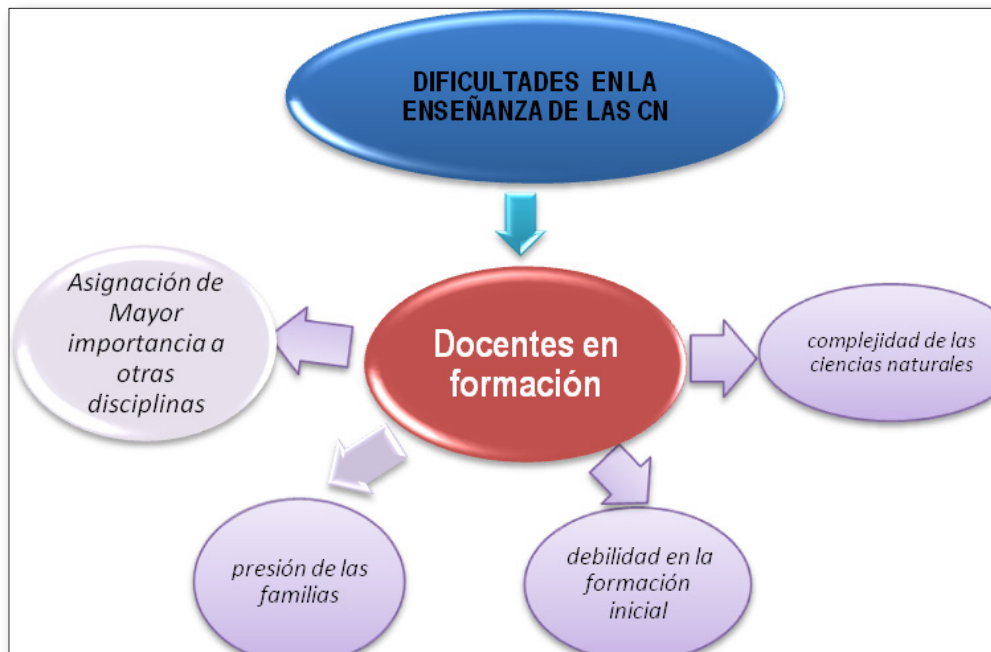 DIFICULTADES EN LA
ENSEÑANZA DE LAS CN
Asignación de
Mayor
importancia a
otras
disciplinas
Docentes en
formación
complejidad de las
ciencias naturales
presión de las
familias
debilidad en la
formación
inicial